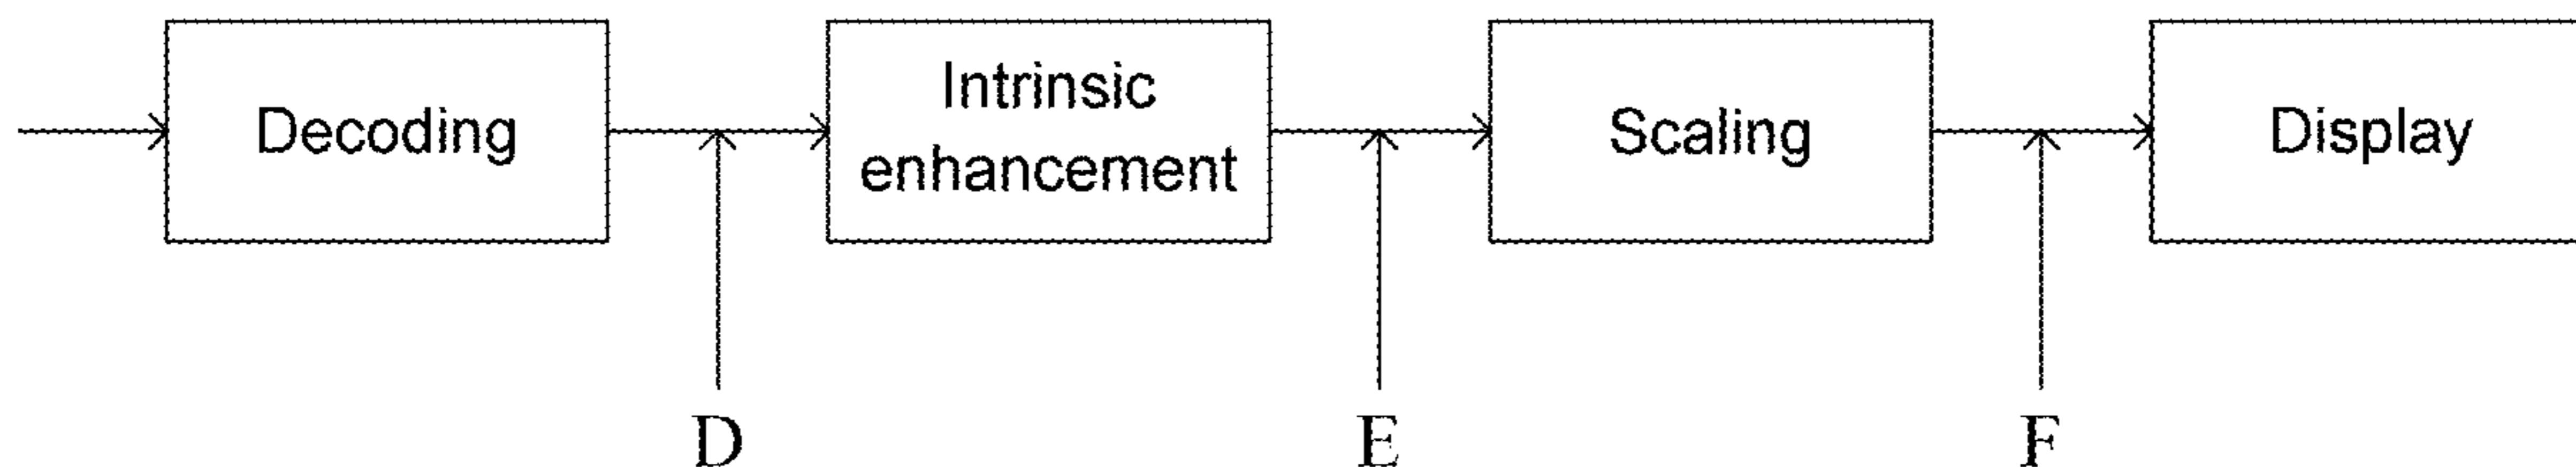 Decoding
Intrinsic
enhancement
Scaling
Display
D
E
F